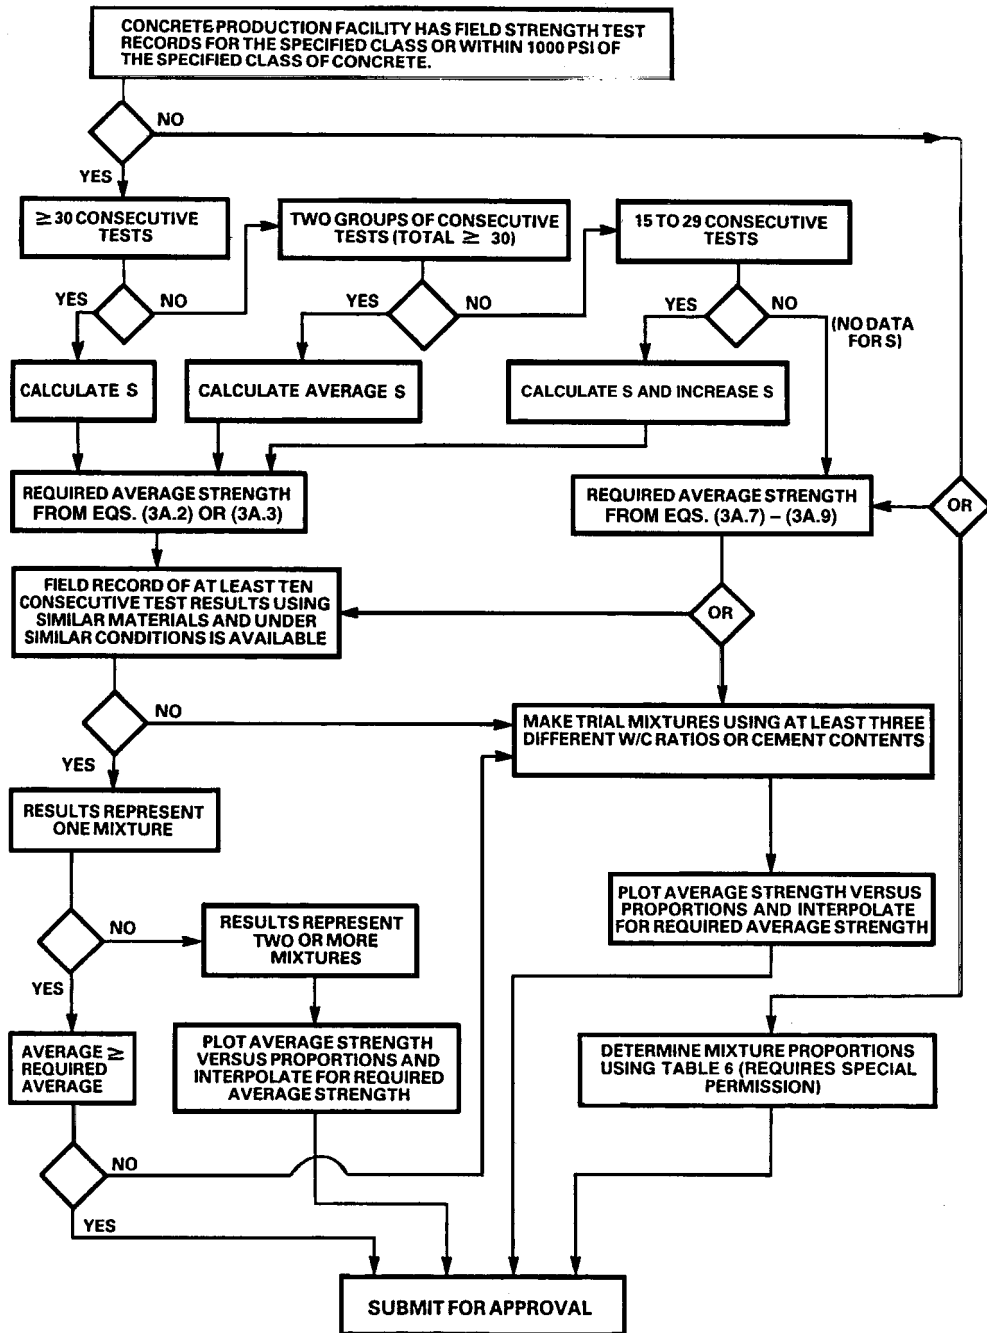 CONCRETE PRODUCTION FACILITY HAS FIELD STRENGTH TEST
RECORDS FOR THE SPECIFIED CLASS OR WITHIN 1000 PSI OF
THE SPECIFIED CLASS OF CONCRETE.
NO
YES
≥ 30 CONSECUTIVE
TESTS
TWO GROUPS OF CONSECUTIVE
TESTS (TOTAL ≥ 30)
15 TO 29 CONSECUTIVE
TESTS
YES
NO
YES
NO
YES
NO
(NO DATA
FOR S)
CALCULATE S
CALCULATE AVERAGE S
CALCULATE S AND INCREASE S
REQUIRED AVERAGE STRENGTH
FROM EQS. (3A.2) OR (3A.3)
REQUIRED AVERAGE STRENGTH
FROM EQS. (3A.7) – (3A.9)
OR
FIELD RECORD OF AT LEAST TEN
CONSECUTIVE TEST RESULTS USING
SIMILAR MATERIALS AND UNDER
SIMILAR CONDITIONS IS AVAILABLE
OR
NO
YES
MAKE TRIAL MIXTURES USING AT LEAST THREE
DIFFERENT W/C RATIOS OR CEMENT CONTENTS
RESULTS REPRESENT
ONE MIXTURE
PLOT AVERAGE STRENGTH VERSUS
PROPORTIONS AND INTERPOLATE
FOR REQUIRED AVERAGE STRENGTH
NO
YES
RESULTS REPRESENT
TWO OR MORE
MIXTURES
AVERAGE ≥
REQUIRED
AVERAGE
PLOT AVERAGE STRENGTH
VERSUS PROPORTIONS AND
INTERPOLATE FOR REQUIRED
AVERAGE STRENGTH
DETERMINE MIXTURE PROPORTIONS
USING TABLE 6 (REQUIRES SPECIAL
PERMISSION)
NO
YES
SUBMIT FOR APPROVAL